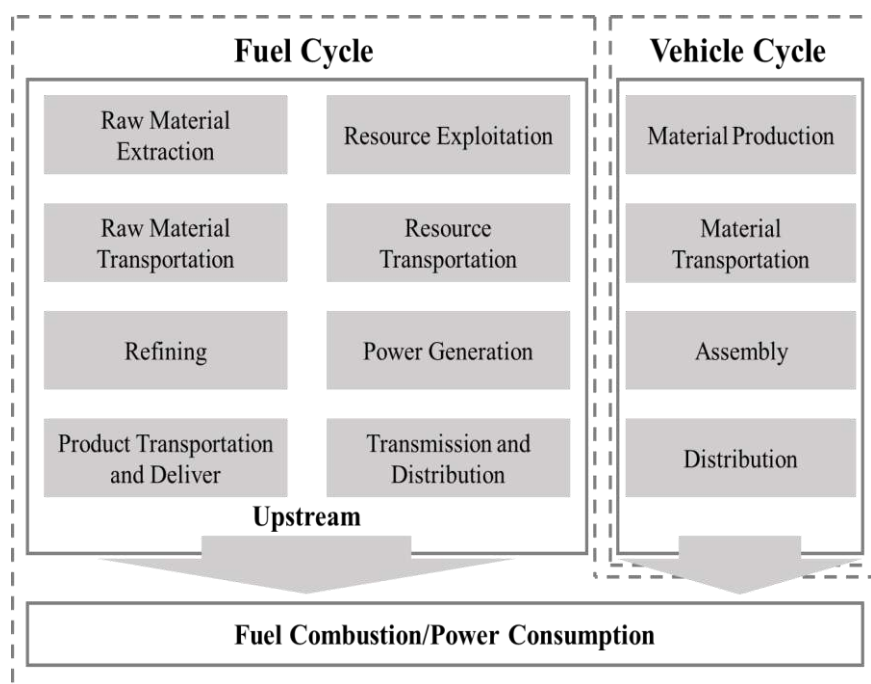 Fuel Cycle
Raw Material
Extraction
Resource Exploitation
Raw Material
Transportation
Resource
Transportation
Refining
Power Generation
Product Transportation
and Deliver
Transmission and
Distribution
Upstream
Vehicle Cycle
Material Production
Material
Transportation
Assembly
Distribution
Fuel Combustion/Power Consumption